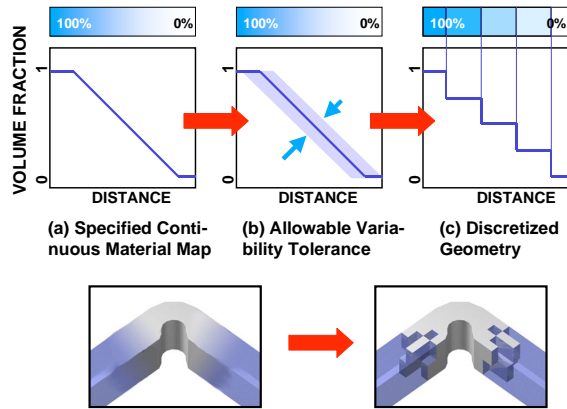 100% 0%
100% 0%
100% 0%
VOLUME FRACTION
1
0
DISTANCE
1
0
DISTANCE
1
0
DISTANCE
(a) Specified Conti-
nuous Material Map
(b) Allowable Varia-
bility Tolerance
(c) Discretized
Geometry